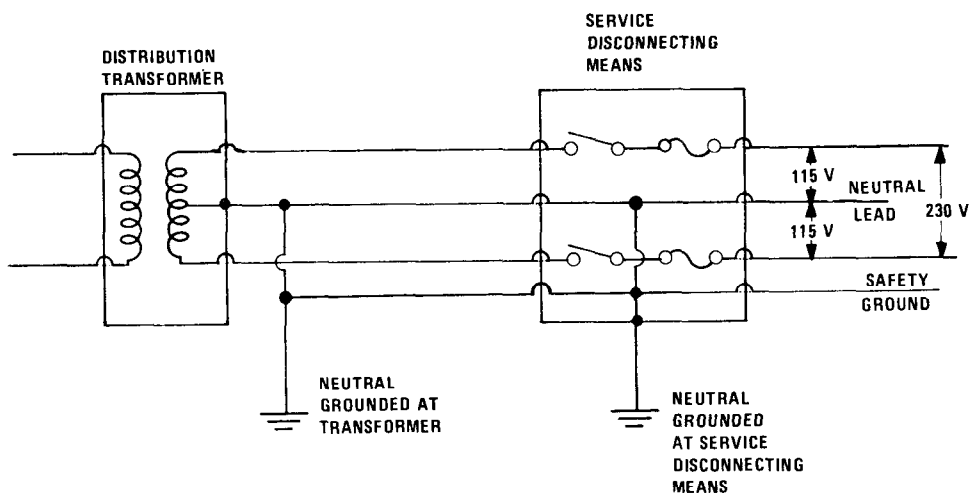 DISTRIBUTION
TRANSFORMER
SERVICE
DISCONNECTING
MEANS
115 V
NEUTRAL
LEAD
115 V
230 V
SAFETY
GROUND
NEUTRAL
GROUNDED AT
TRANSFORMER
NEUTRAL
GROUNDED
AT SERVICE
DISCONNECTING
MEANS